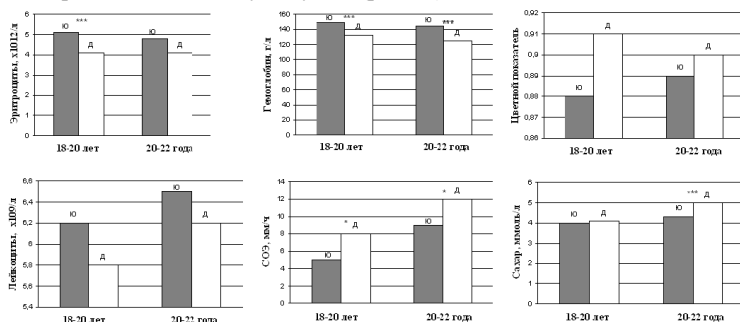 Эритроциты, х1012/л
6
5
4
3
2
1
0
Ю
***
Д
Ю
Д
18-20 лет
20-22 года
Гемоглобин, г/л
160
140
120
100
80
60
40
20
0
Ю
***
Д
Ю
***
Д
18-20 лет
20-22 года
Цветной показатель
0,92
0,91
0,9
0,89
0,88
0,87
0,86
Ю
Д
Ю
Д
18-20 лет
20-22 года
Лейкоциты, х109/л
6,6
6,4
6,2
6
5,8
5,6
5,4
Ю
Д
Ю
Д
18-20 лет
20-22 года
СОЭ, мм/ч
14
12
10
8
6
4
2
0
Ю
* Д
Ю
* Д
18-20 лет
20-22 года
Сахар, ммоль/л
6
5
4
3
2
1
0
Ю
Д
Ю
***
Д
18-20 лет
20-22 года